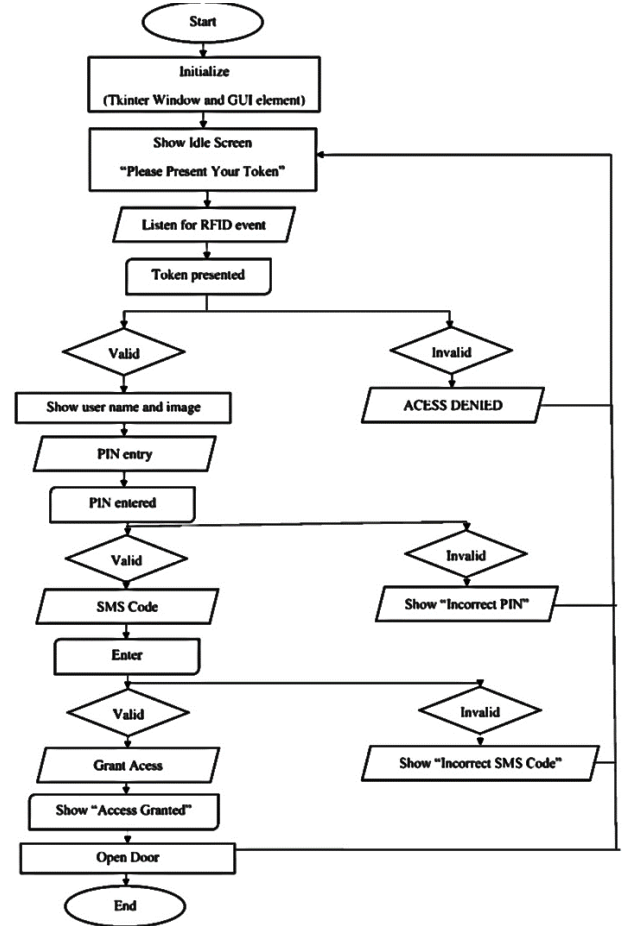 Start
Initialize
(Tkinter Window and GUI element)
Show Idle Screen
“Please Present Your Token”
Listen for RFID event
Token presented
Valid
Invalid
Show user name and image
ACESS DENIED
PIN entry
PIN entered
Valid
Invalid
SMS Code
Show “Incorrect PIN”
Enter
Valid
Invalid
Grant Acess
Show “Incorrect SMS Code”
Show “Access Granted”
Open Door
End